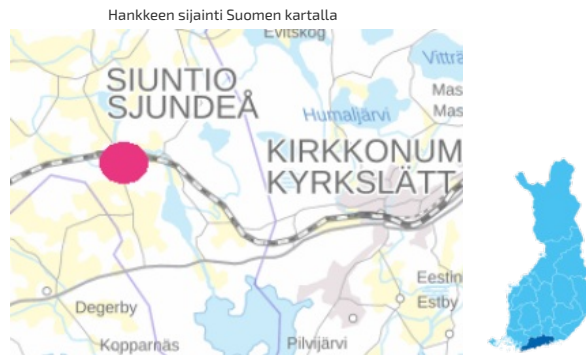 Hankkeen sijainti Suomen kartalla
Evitskog
Vitträ
SIUNTIO
SJUNDEÅ
Mas
Mas
Humaljärvi
KIRKKONUM
KYRKSLÄTT
Eestin
Estby
Degerby
Kopparnäs
Pilvijärvi